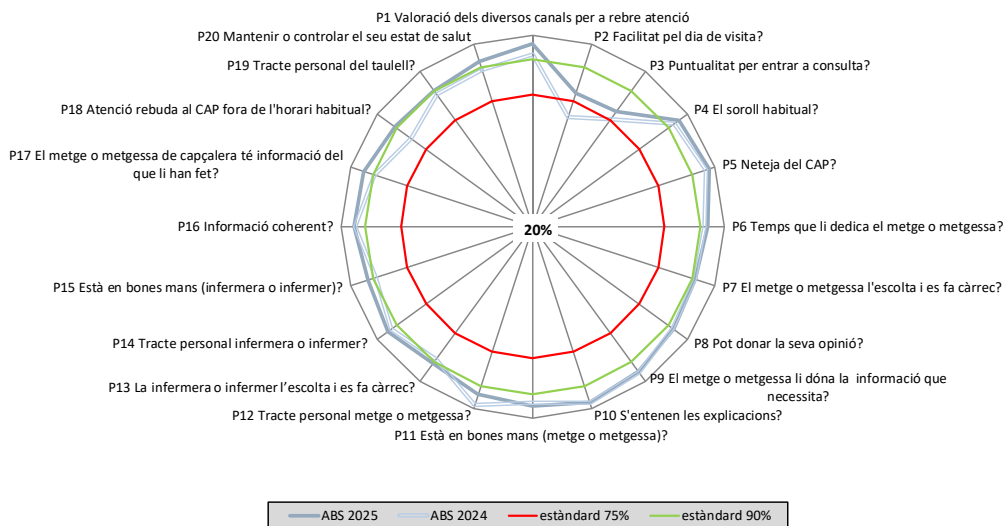 P1 Valoració dels diversos canals per a rebre atenció
P2 Facilitat pel dia de visita?
P3 Puntualitat per entrar a consulta?
P4 El soroll habitual?
P5 Neteja del CAP?
P6 Temps que li dedica el metge o metgessa?
P7 El metge o metgessa l'escolta i es fa càrrec?
P8 Pot donar la seva opinió?
P9 El metge o metgessa li dóna la informació que
necessita?
P10 S'entenen les explicacions?
P11 Està en bones mans (metge o metgessa)?
P12 Tracte personal metge o metgessa?
P13 La infermera o infermer l’escolta i es fa càrrec?
P14 Tracte personal infermera o infermer?
P15 Està en bones mans (infermera o infermer)?
P16 Informació coherent?
P17 El metge o metgessa de capçalera té informació del
que li han fet?
P18 Atenció rebuda al CAP fora de l'horari habitual?
P19 Tracte personal del taulell?
P20 Mantenir o controlar el seu estat de salut
20%
ABS 2025
ABS 2024
estàndard 75%
estàndard 90%